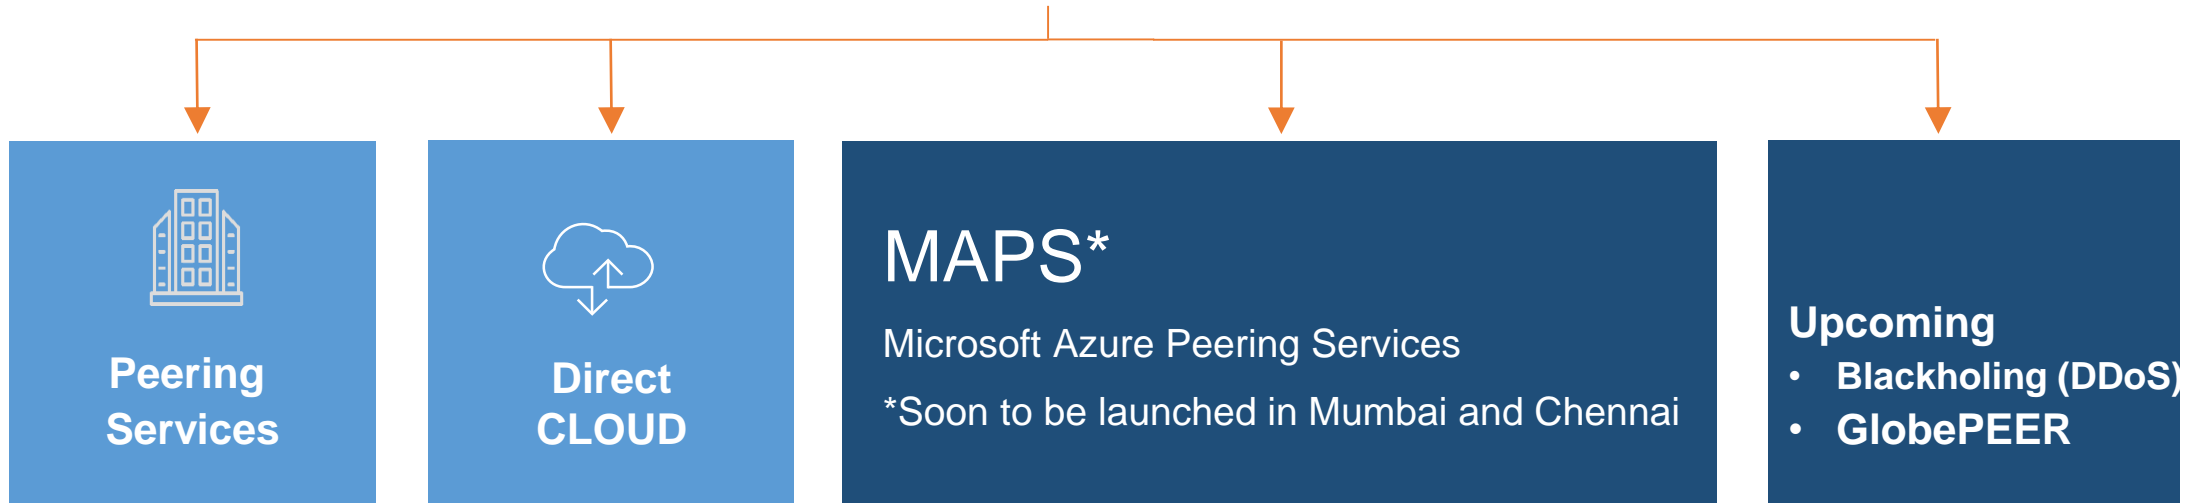 Peering
Services
Direct
CLOUD
MAPS*
Microsoft Azure Peering Services
*Soon to be launched in Mumbai and Chennai
Upcoming
• Blackholing (DDoS)
• GlobePEER